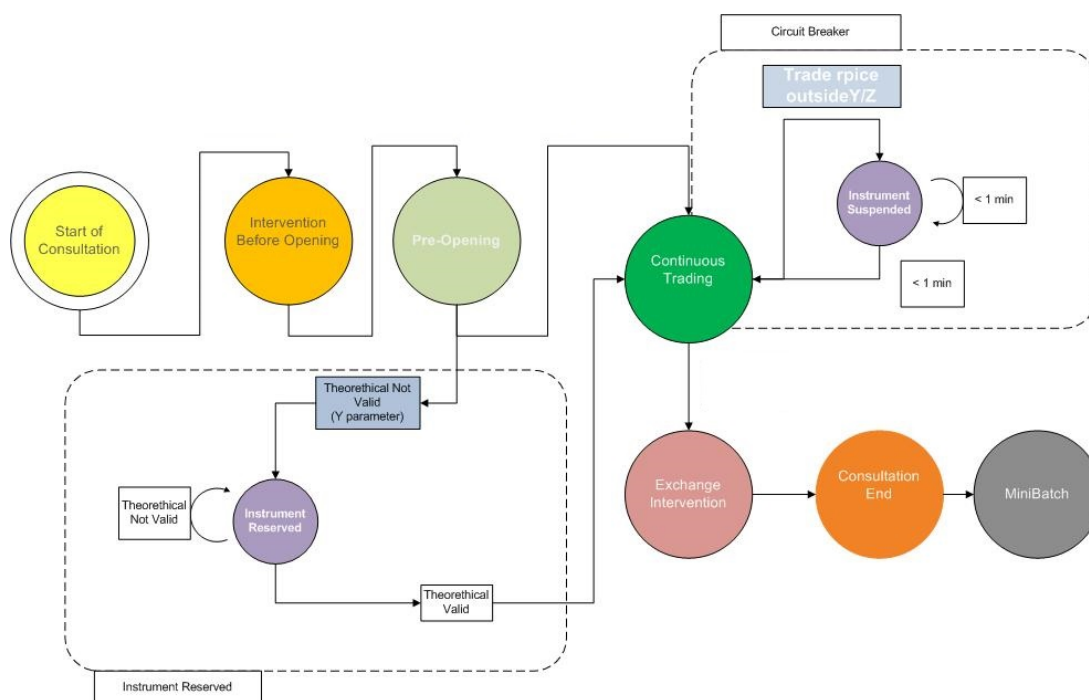 Circuit Breaker
Trade rpice
outsideY/Z
Start of
Consultation
Intervention
Before Opening
Pre-Opening
Continuous
Trading
Instrument
Suspended
< 1 min
< 1 min
Theorethical Not
Valid
(Y parameter)
Theorethical
Not Valid
Instrument
Reserved
Theorethical
Valid
Exchange
Intervention
Consultation
End
MiniBatch
Instrument Reserved